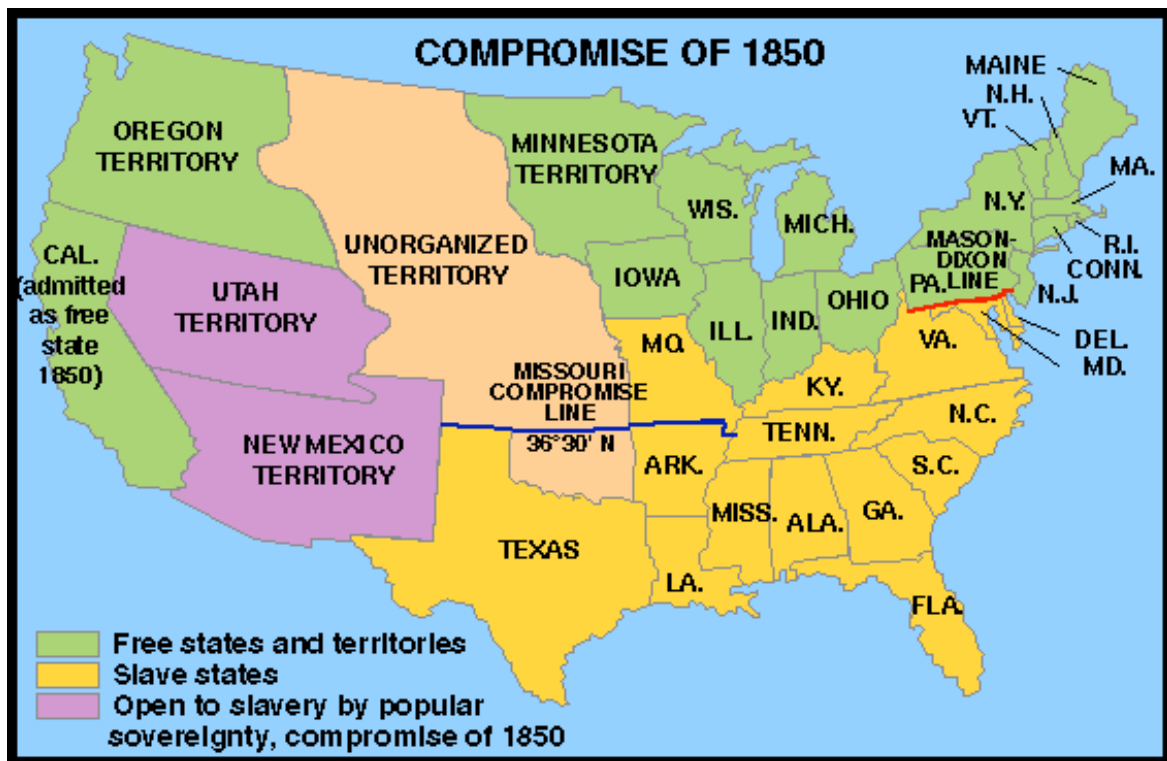 COMPROMISE OF 1850
MAINE
N.H.
VT.
MA.
OREGON
TERRITORY
MINNESOTA
TERRITORY
WIS.
MICH.
N.Y.
R.I.
CONN.
CAL.
(admitted
as free
state
1850)
UNORGANIZED
TERRITORY
MASON-
DIXON
LINE
PA.
N.J.
UTAH
TERRITORY
IOWA
OHIO
IND.
ILL.
DEL.
MD.
VA.
MO.
MISSOURI
COMPROMISE
LINE
KY.
N.C.
NEW MEXICO
TERRITORY
36°30' N
TENN.
ARK.
S.C.
MISS.
ALA.
GA.
TEXAS
LA.
FLA.
Free states and territories
Slave states
Open to slavery by popular
sovereignty, compromise of 1850